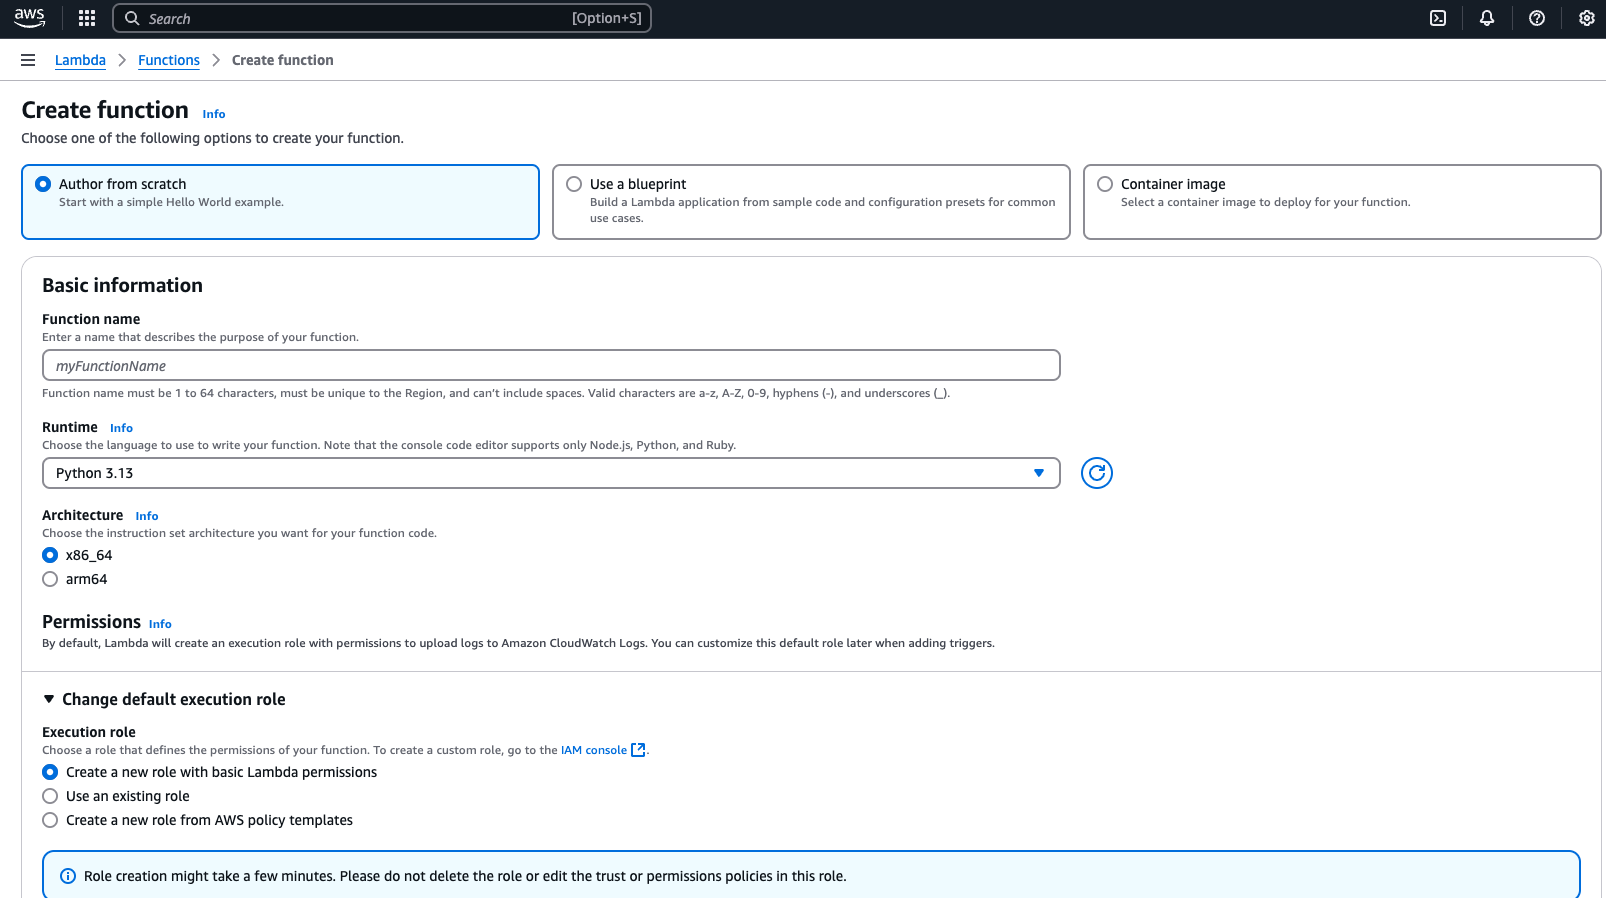 aws
Search [Option+S]
Lambda Functions Create function
Create function Info
Choose one of the following options to create your function.
Author from scratch
Start with a simple Hello World example.
Use a blueprint
Build a Lambda application from sample code and configuration presets for common
use cases.
Container image
Select a container image to deploy for your function.
Basic information
Function name
Enter a name that describes the purpose of your function.
myFunctionName
Function name must be 1 to 64 characters, must be unique to the Region, and can't include spaces. Valid characters are a-z, A-Z, 0-9, hyphens (-), and underscores (_).
Runtime Info
Choose the language to use to write your function. Note that the console code editor supports only Node.js, Python, and Ruby.
Python 3.13
Architecture Info
Choose the instruction set architecture you want for your function code.
x86_64
arm64
Permissions Info
By default, Lambda will create an execution role with permissions to upload logs to Amazon CloudWatch Logs. You can customize this default role later when adding triggers.
Change default execution role
Execution role
Choose a role that defines the permissions of your function. To create a custom role, go to the IAM console.
Create a new role with basic Lambda permissions
Use an existing role
Create a new role from AWS policy templates
Role creation might take a few minutes. Please do not delete the role or edit the trust or permissions policies in this role.